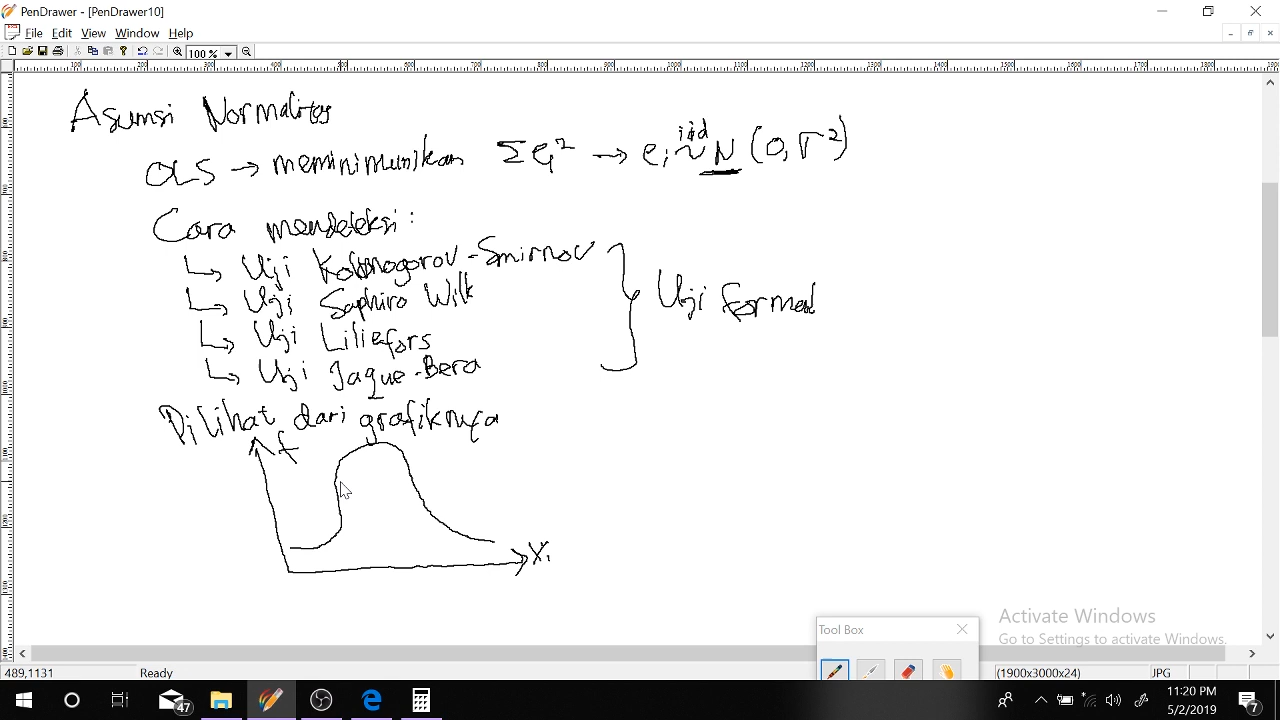 PenDrawer - [PenDrawer10]
File Edit View Window Help
100 %
Asumsi Normalitas
OLS → meminimumkan Σei² → ei iid ~ N (0, σ²)
Cara mendeteksi :
↳ Uji Kolmogorov-Smirnov
↳ Uji Saphiro Wilk
↳ Uji Liliefors
↳ Uji Jaque-Bera
Uji formal
Dilihat dari grafiknya
f
Xi
Tool Box
Activate Windows
Go to Settings to activate Windows.
489,1131 Ready (1900x3000x24) JPG
47
11:20 PM
5/2/2019
7